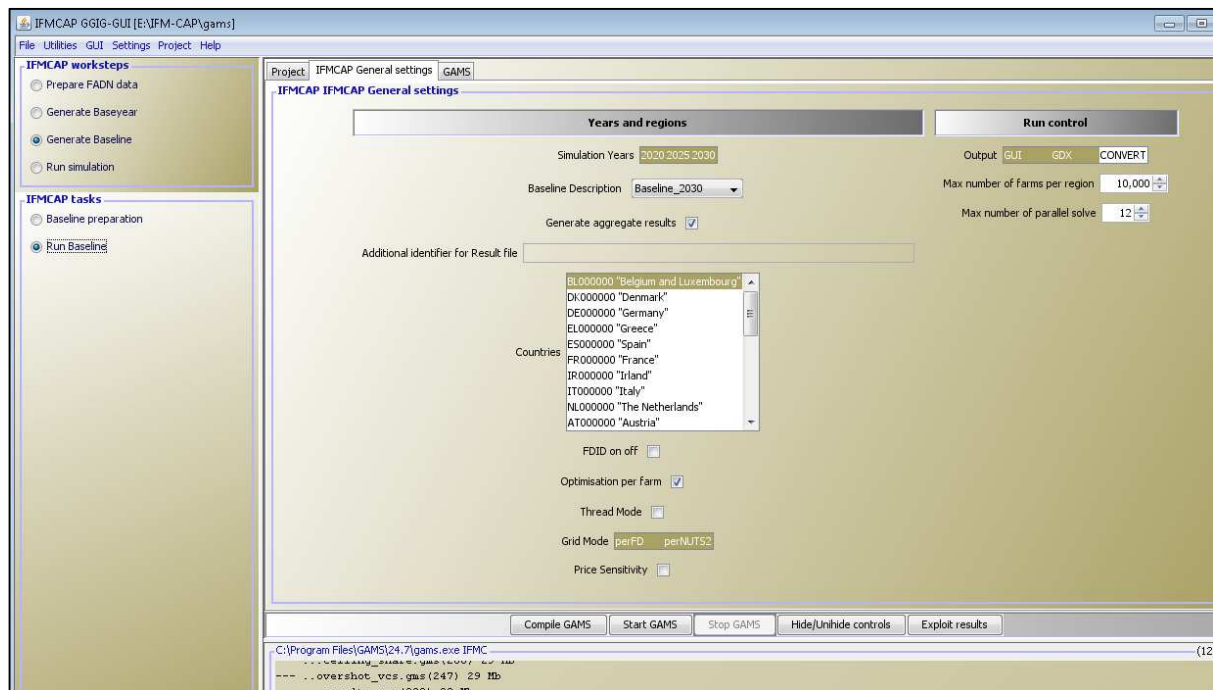 IFMCAP GGIG-GUI [E:\IFM-CAP\gams]
File Utilities GUI Settings Project Help
IFMCAP worksteps
Prepare FADN data
Generate Baseyear
Generate Baseline
Run simulation
IFMCAP tasks
Baseline preparation
Run Baseline
Project IFMCAP General settings GAMS
IFMCAP IFMCAP General settings
Years and regions
Simulation Years 2020 2025 2030
Baseline Description Baseline_2030
Generate aggregate results
Additional identifier for Result file
Countries
BL000000 "Belgium and Luxembourg"
DK000000 "Denmark"
DE000000 "Germany"
EL000000 "Greece"
ES000000 "Spain"
FR000000 "France"
IR000000 "Irland"
IT000000 "Italy"
NL000000 "The Netherlands"
AT000000 "Austria"
FDID on off
Optimisation per farm
Thread Mode
Grid Mode perFD perNUTS2
Price Sensitivity
Run control
Output GUI GDX CONVERT
Max number of farms per region 10,000
Max number of parallel solve 12
Compile GAMS Start GAMS Stop GAMS Hide/Unihide controls Exploit results
C:\Program Files\GAMS\24.7\gams.exe IFMC
(12
--- ..overshot_vcs.gms(247) 29 Mb